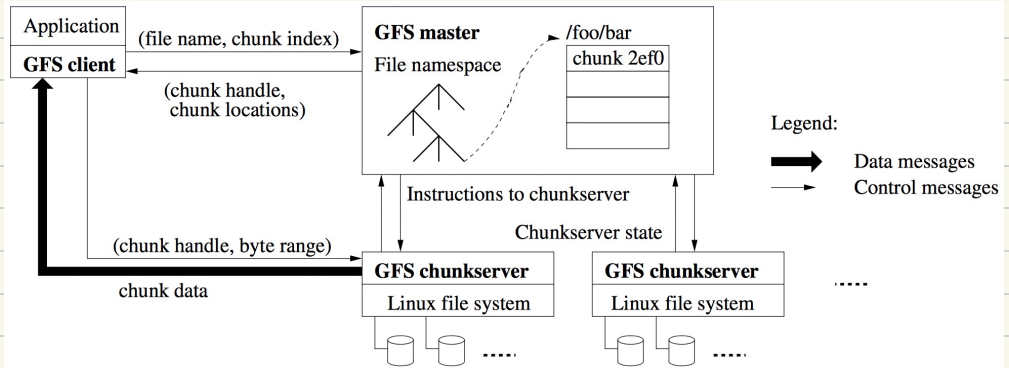 Application
GFS client
(file name, chunk index)
(chunk handle,
chunk locations)
GFS master
File namespace
/foo/bar
chunk 2ef0
Legend:
Data messages
Control messages
Instructions to chunkserver
Chunkserver state
(chunk handle, byte range)
chunk data
GFS chunkserver
Linux file system
GFS chunkserver
Linux file system